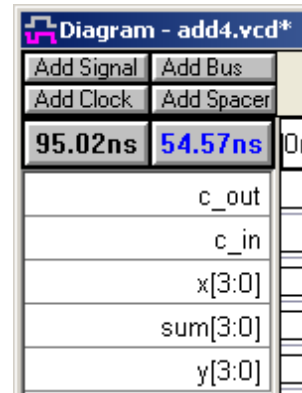 Diagram - add4.vcd*
Add Signal Add Bus
Add Clock Add Spacer
95.02ns 54.57ns
c_out
c_in
x[3:0]
sum[3:0]
y[3:0]